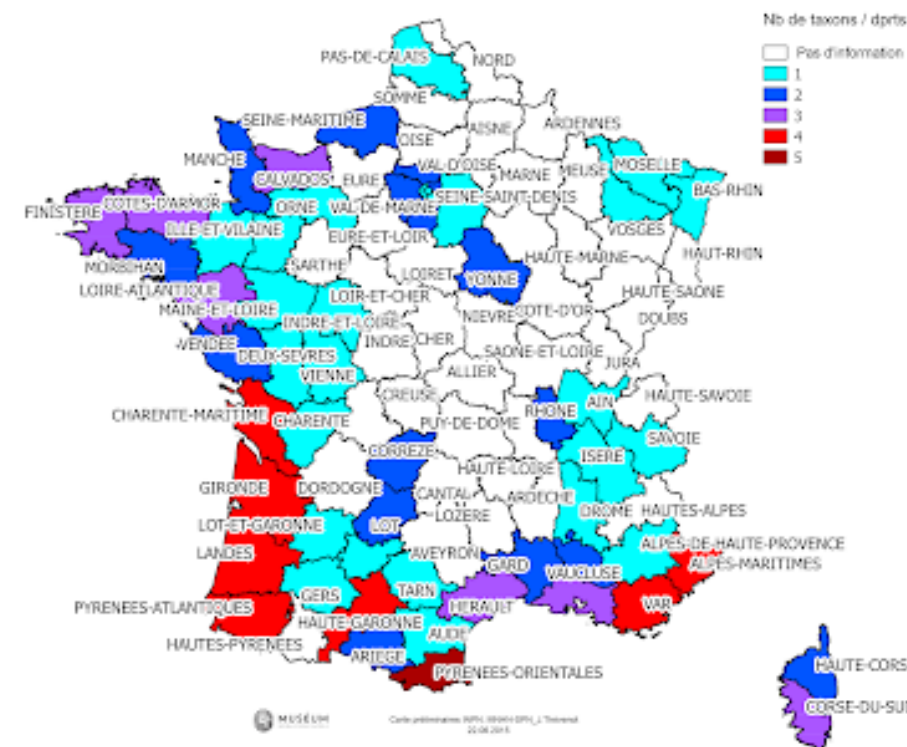 Nb de taxons / dprts
Pas d'information
1
2
3
4
5
PAS-DE-CALAIS
NORD
SOMME
SEINE-MARITIME
OISE
AISNE
ARDENNES
MANCHE
CALVADOS
EURE
VAL-D'OISE
MARNE
MEUSE
MOSELLE
BAS-RHIN
FINISTERE
COTES-D'ARMOR
ORNE
VAL-DE-MARNE
SEINE-SAINT-DENIS
ILLE-ET-VILAINE
EURE-ET-LOIR
VOSGES
MORBIHAN
SARTHE
LOIRET
YONNE
HAUTE-MARNE
HAUT-RHIN
LOIRE-ATLANTIQUE
LOIR-ET-CHER
HAUTE-SAONE
MAINE-ET-LOIRE
INDRE-ET-LOIRE
NIEVRE
COTE-D'OR
DOUBS
VENDEE
DEUX-SEVRES
INDRE
CHER
SAONE-ET-LOIRE
JURA
VIENNE
ALLIER
CREUSE
AIN
HAUTE-SAVOIE
CHARENTE-MARITIME
CHARENTE
PUY-DE-DOME
RHONE
SAVOIE
CORREZE
ISERE
GIRONDE
DORDOGNE
HAUTE-LOIRE
CANTAL
ARDECHE
LOT-ET-GARONNE
LOT
LOZERE
DROME
HAUTES-ALPES
LANDES
AVEYRON
GARD
VAUCLUSE
ALPES-DE-HAUTE-PROVENCE
ALPES-MARITIMES
GERS
TARN
HERAULT
VAR
PYRENEES-ATLANTIQUES
HAUTE-GARONNE
AUDE
HAUTES-PYRENEES
ARIEGE
PYRENEES-ORIENTALES
HAUTE-CORS
CORSE-DU-SU
MUSÉUM